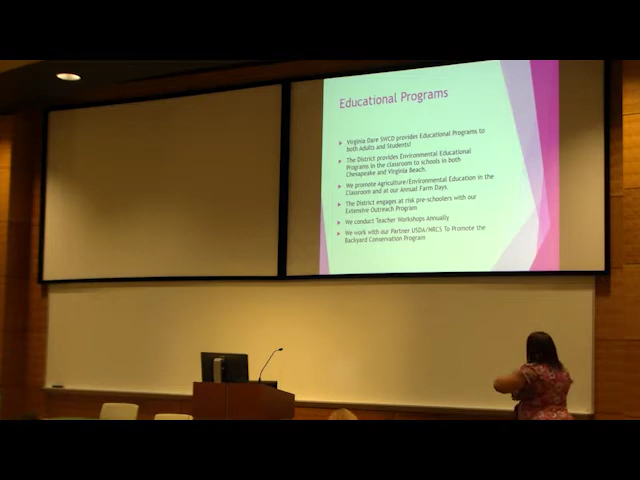 Educational Programs
Virginia Dare SWCD provides Educational Programs to
both Adults and Students!
The District provides Environmental Educational
Programs in the classroom to schools in both
Chesapeake and Virginia Beach.
We promote Agriculture/Environmental Education in the
Classroom and at our Annual Farm Days.
The District engages at risk pre-schoolers with our
Extensive Outreach Program
We conduct Teacher Workshops Annually
We work with our Partner USDA/NRCS To Promote the
Backyard Conservation Program